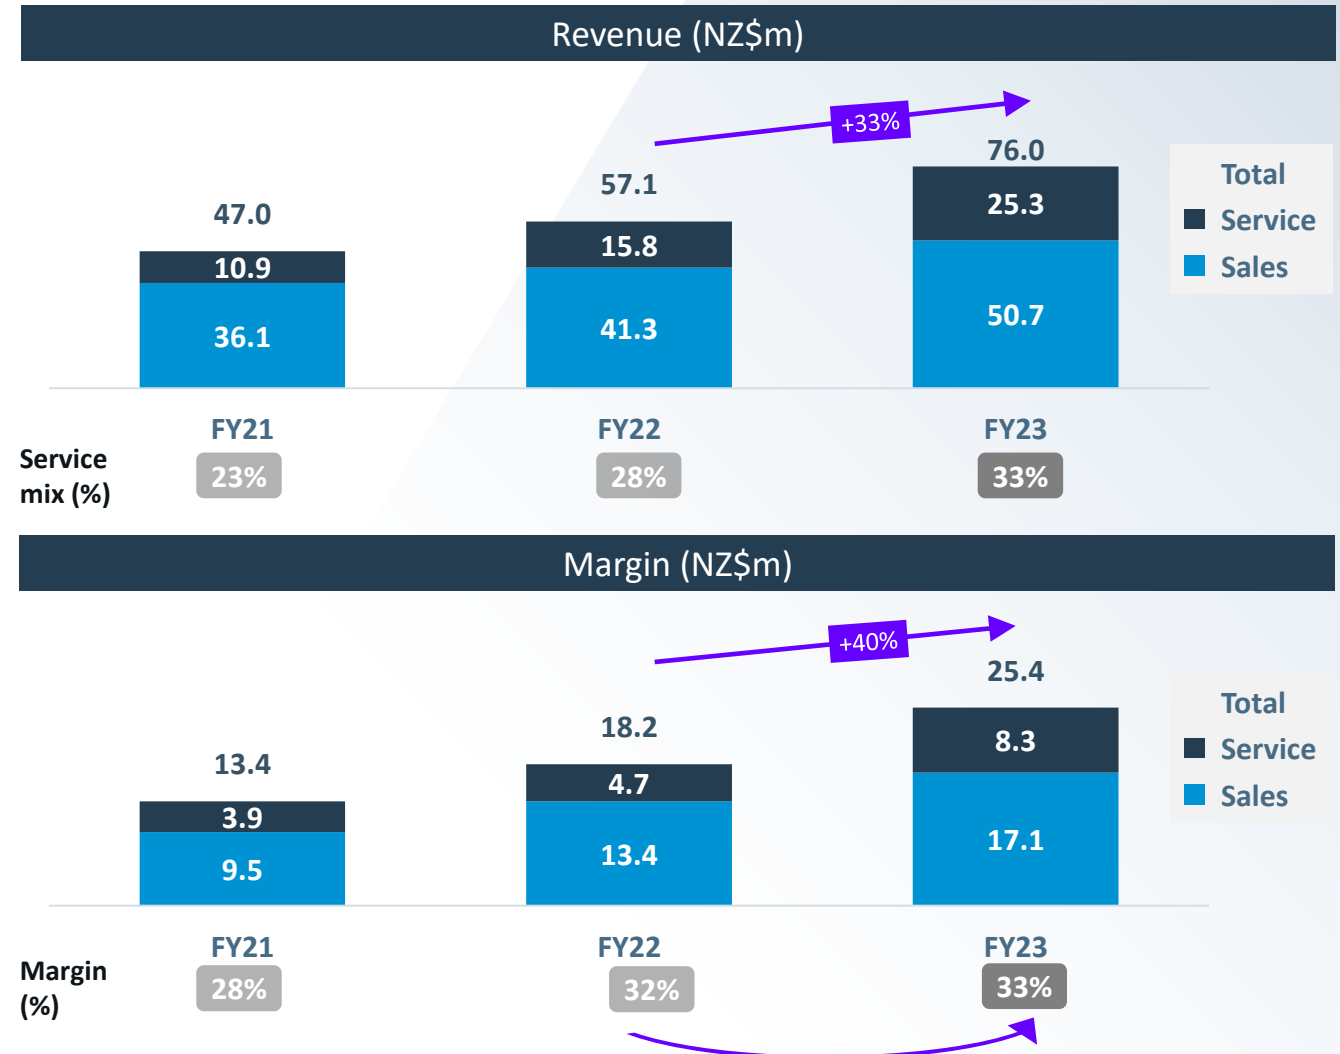 Revenue (NZ$m)
+33%
47.0
57.1
76.0
10.9
15.8
25.3
36.1
41.3
50.7
Total
Service
Sales
FY21
FY22
FY23
Service
mix (%)
23%
28%
33%
Margin (NZ$m)
+40%
13.4
18.2
25.4
3.9
4.7
8.3
9.5
13.4
17.1
Total
Service
Sales
FY21
FY22
FY23
Margin
(%)
28%
32%
33%